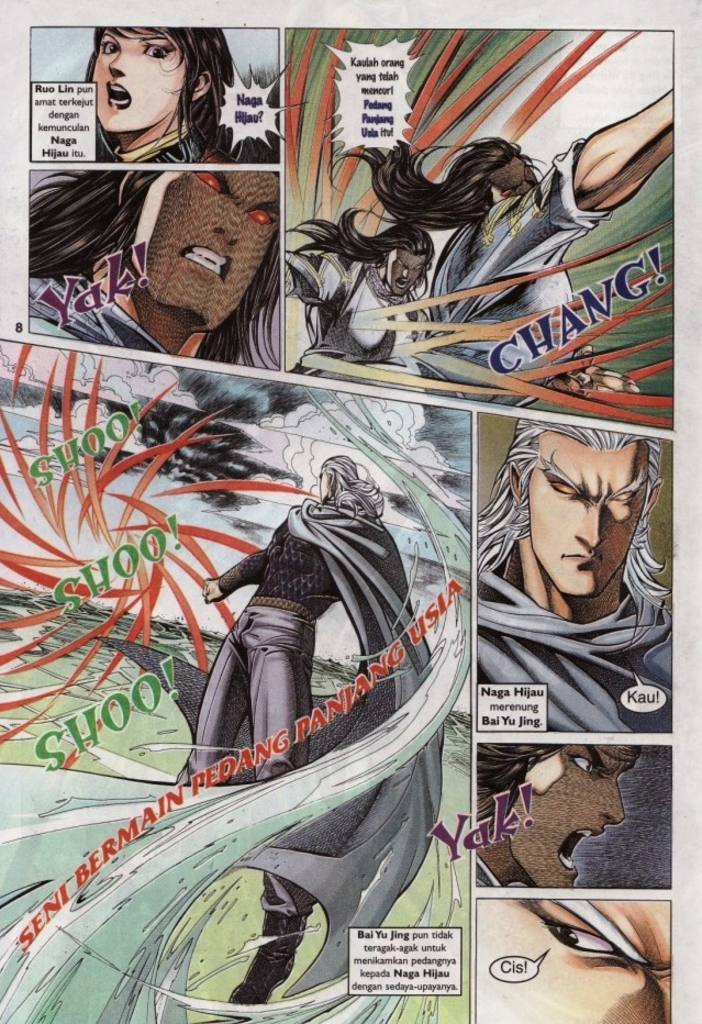 Ruo Lin pun
amat terkejut
dengan
kemunculan
Naga
Hijau itu.
Naga
Hijau?
Kaulah orang
yang telah
mencuri
Pedang
Panjang
Usia itu!
Yak!
CHANG!
8
SHOO!
SHOO!
SHOO!
SENI BERMAIN PEDANG PANJANG USIA
Naga Hijau
merenung
Bai Yu Jing.
Kau!
Yak!
Bai Yu Jing pun tidak
teragak-agak untuk
menikamkan pedangnya
kepada Naga Hijau
dengan sedaya-upayanya.
Cis!